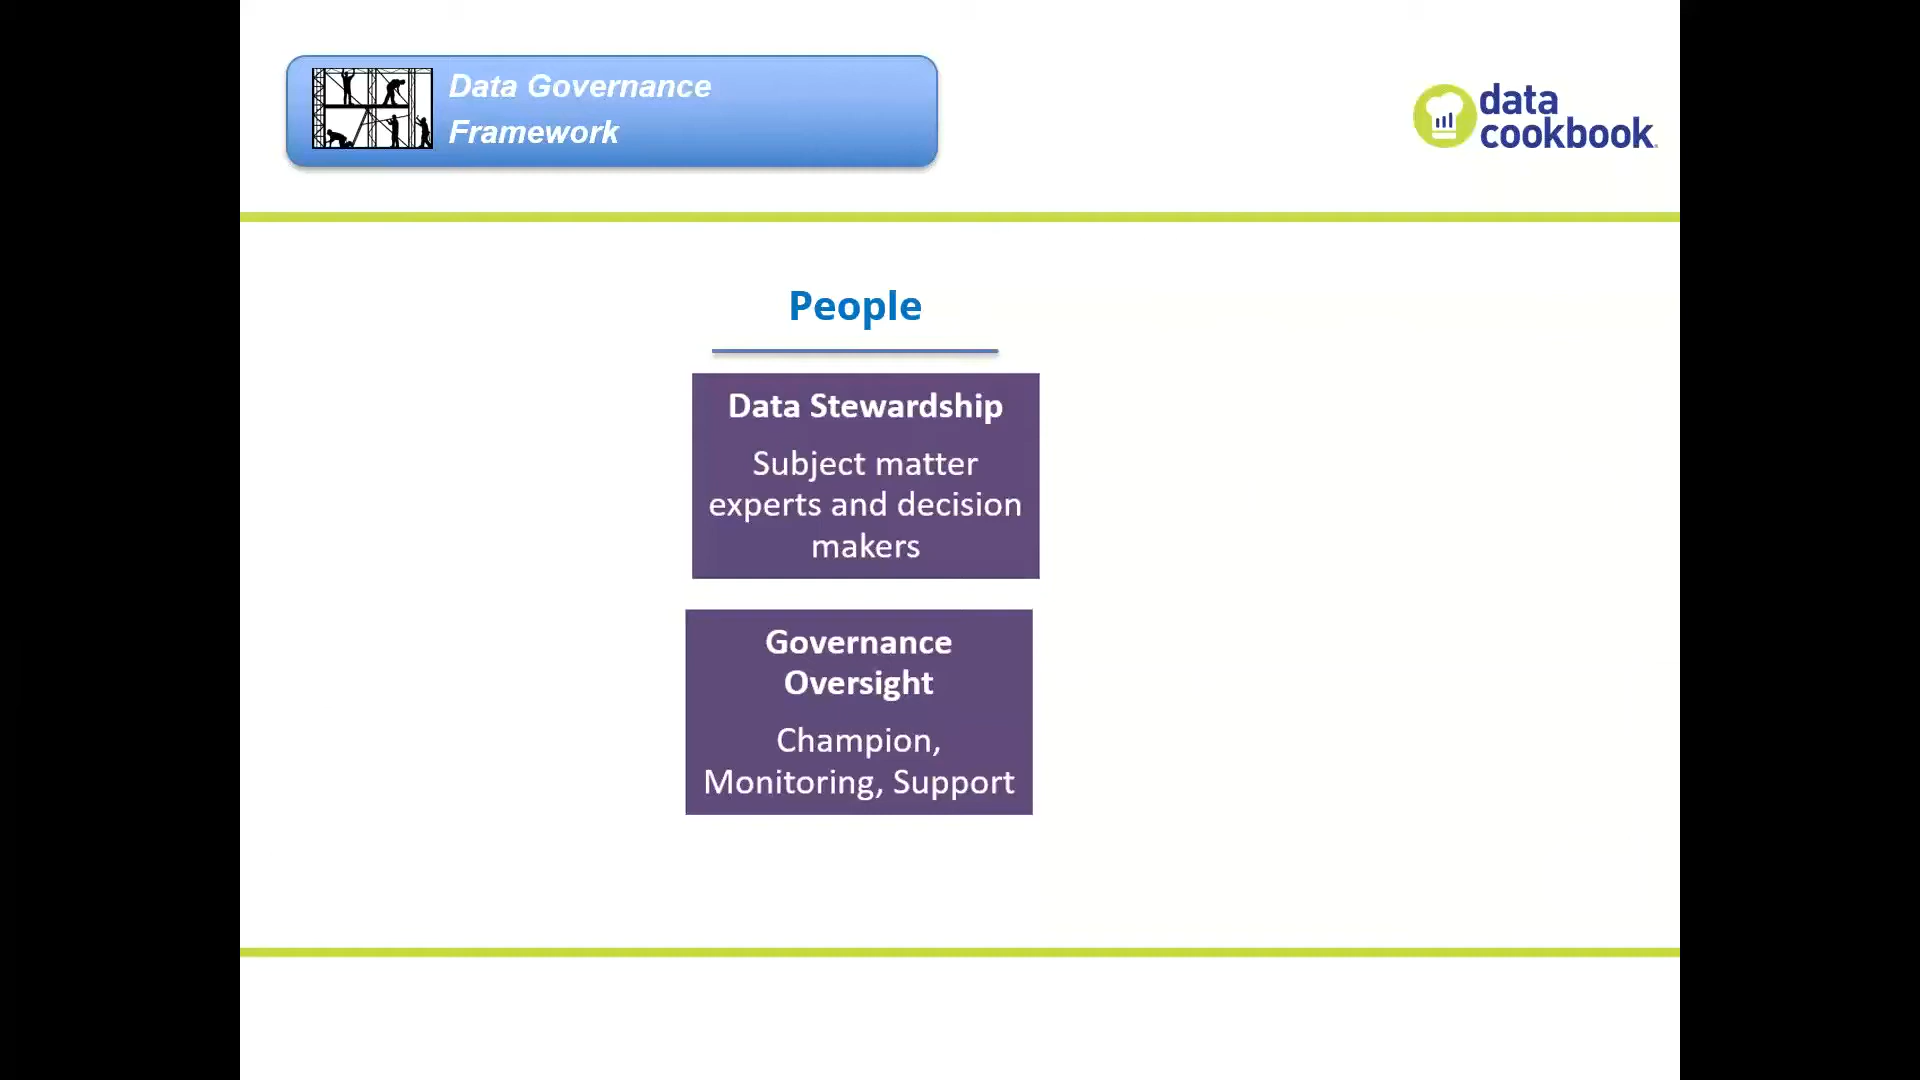 Data Governance
Framework
data
cookbook.
People
Data Stewardship
Subject matter
experts and decision
makers
Governance
Oversight
Champion,
Monitoring, Support